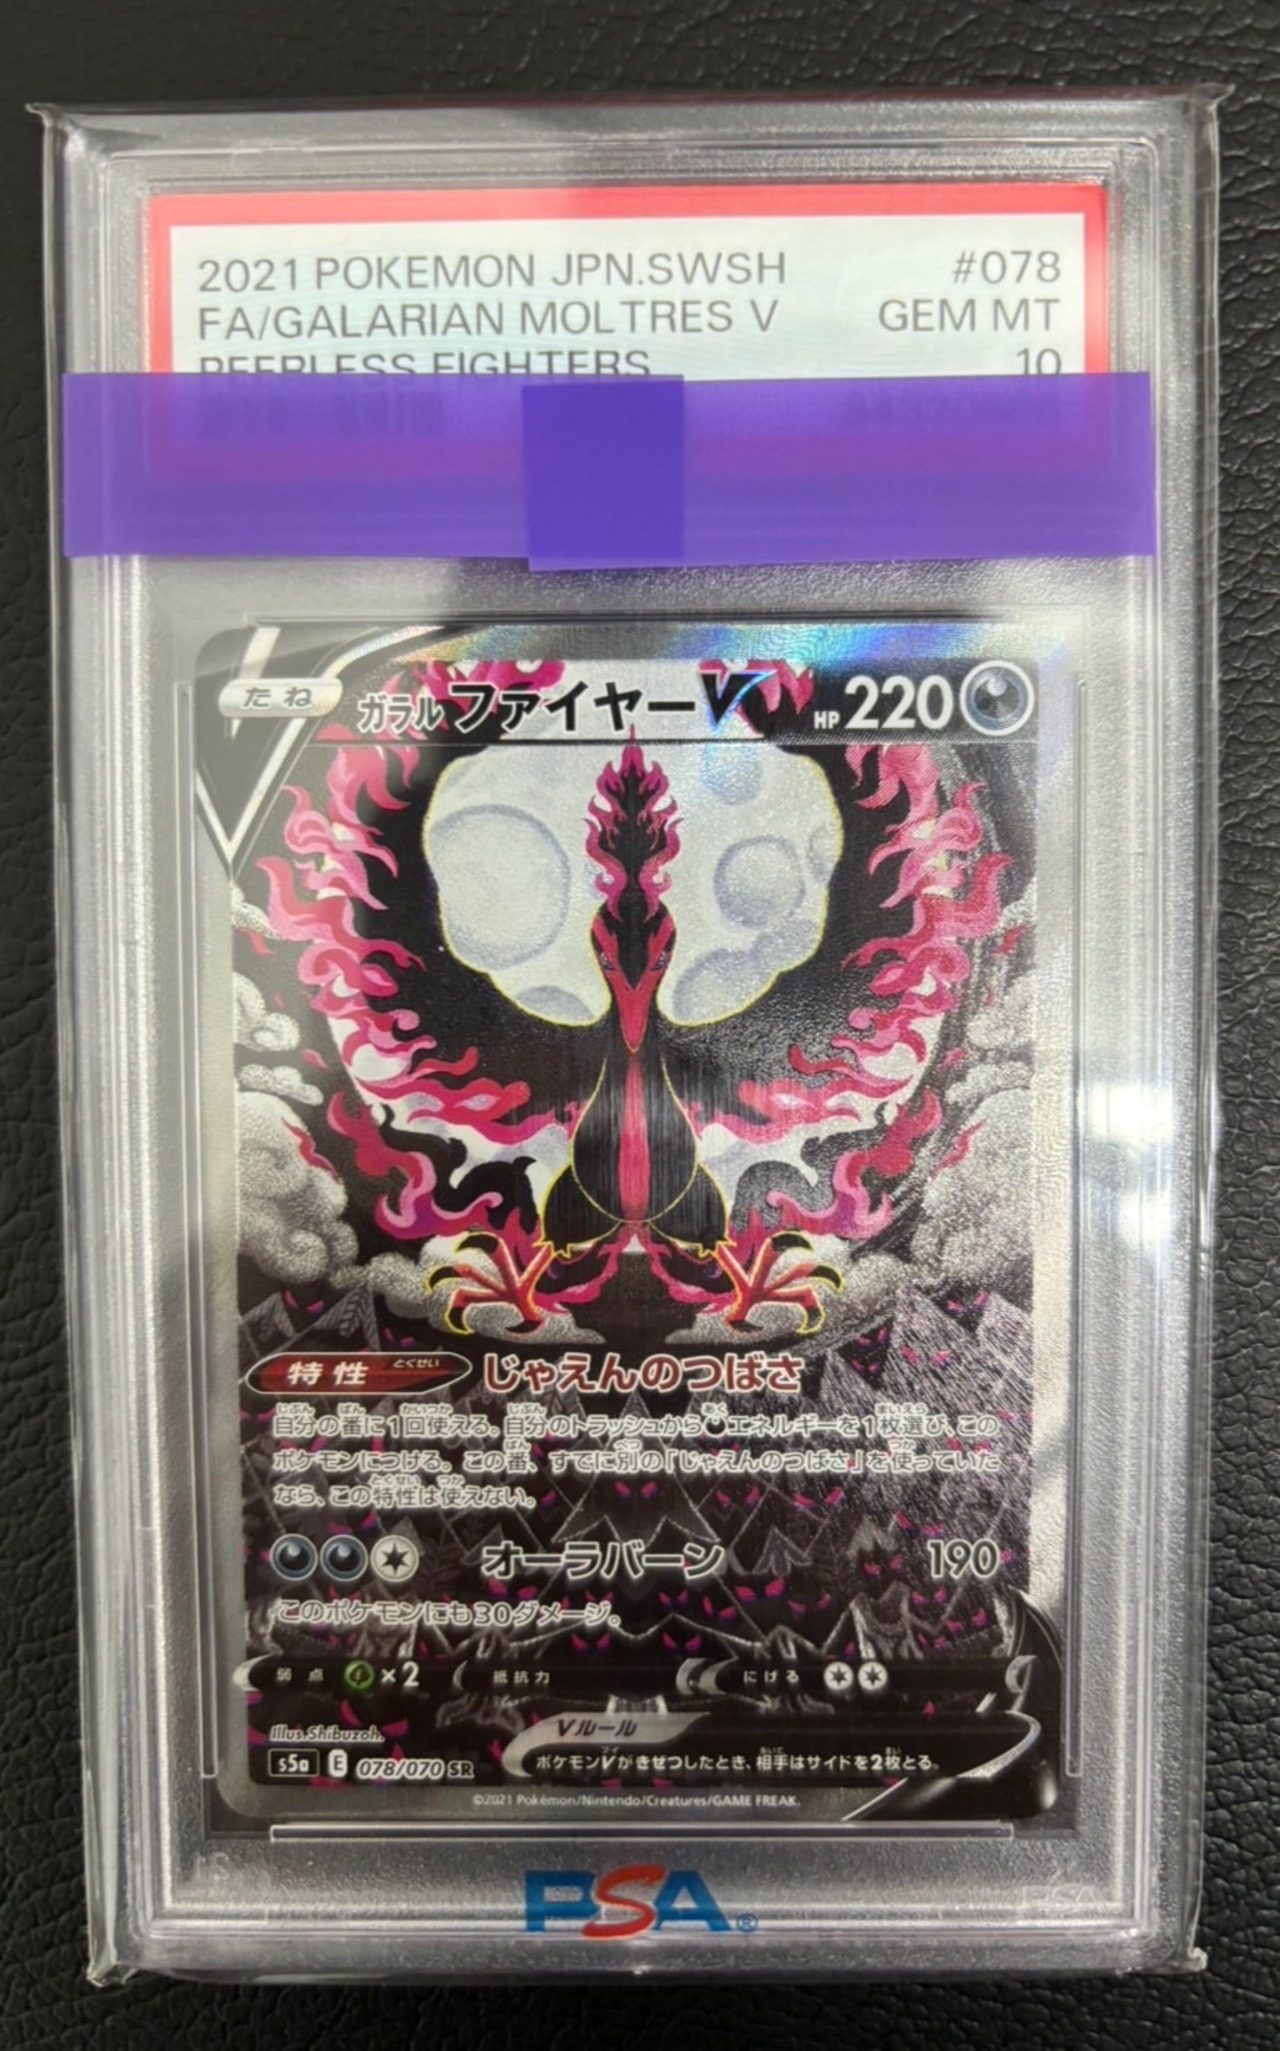 2021 POKEMON JPN.SWSH #078
FA/GALARIAN MOLTRES V GEM MT
PEERLESS FIGHTERS 10
たね ガラル ファイヤーV HP 220
特性 とくせい じゃえんのつばさ
自分の番に1回使える。自分のトラッシュからエネルギーを1枚選び、この
ポケモンにつける。この番、すでに別の「じゃえんのつばさ」を使っていた
なら、この特性は使えない。
オーラバーン 190
このポケモンにも30ダメージ。
弱点 ×2 抵抗力 にげる
Illus.Shibuzoh.
Vルール
s5a E 078/070 SR
ポケモンVがきぜつしたとき、相手はサイドを2枚とる。
©2021 Pokémon/Nintendo/Creatures/GAME FREAK.
PSA®